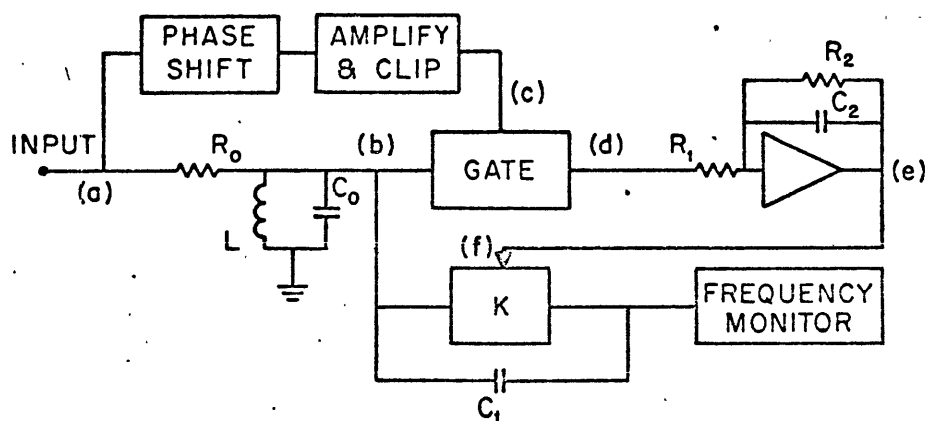 PHASE
SHIFT
AMPLIFY
& CLIP
R₂
C₂
(c)
INPUT
R₀
(b)
(d)
R₁
GATE
(a)
(e)
C₀
L
(f)
K
FREQUENCY
MONITOR
C₁